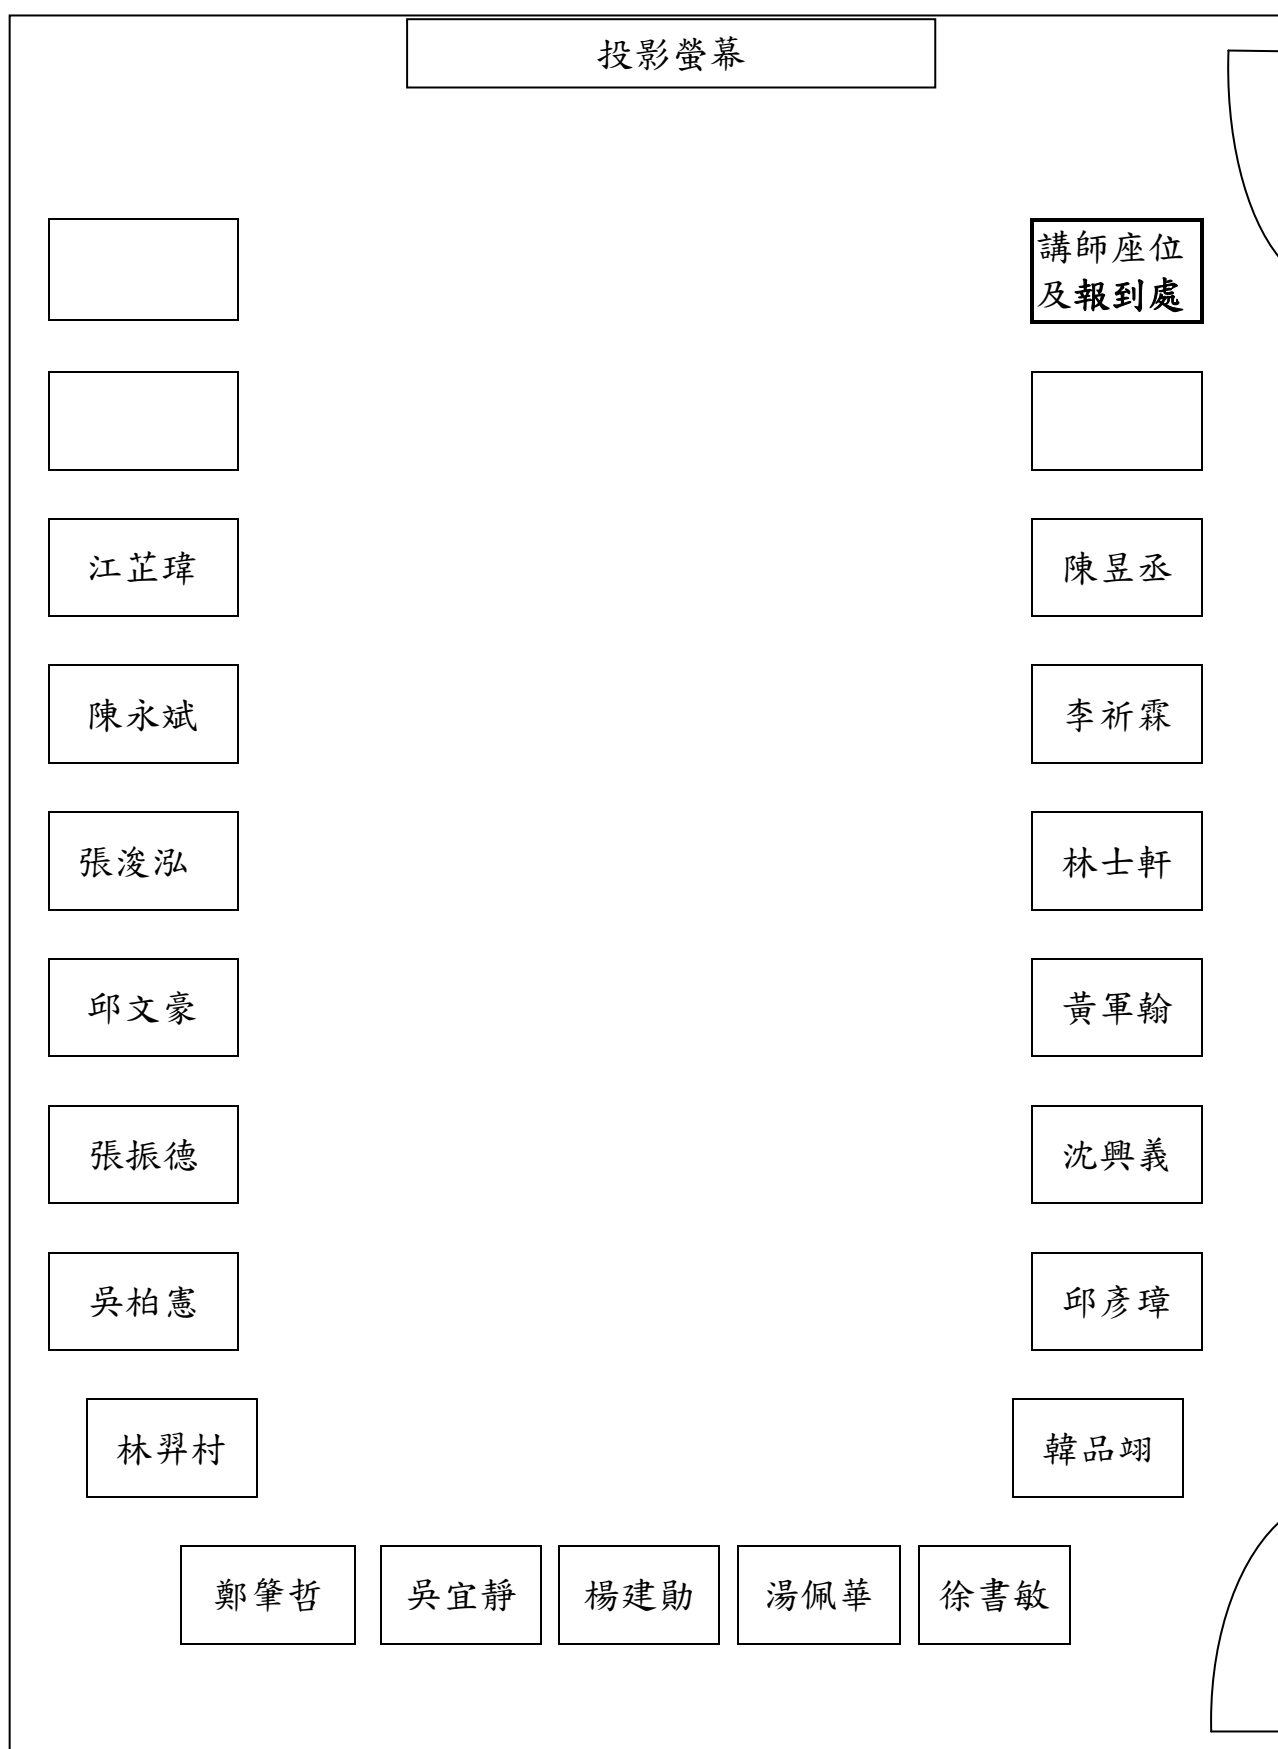 投影螢幕
講師座位
及報到處
江芷瑋
陳昱丞
陳永斌
李祈霖
張浚泓
林士軒
邱文豪
黃軍翰
張振德
沈興義
吳柏憲
邱彥璋
林羿村
韓品翊
鄭肇哲
吳宜靜
楊建勛
湯佩華
徐書敏